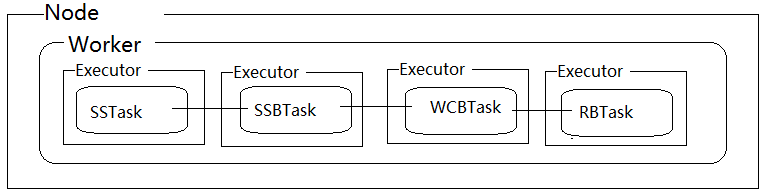 Node
Worker
Executor
Executor
Executor
Executor
SSTask
SSBTask
WCBTask
RBTask